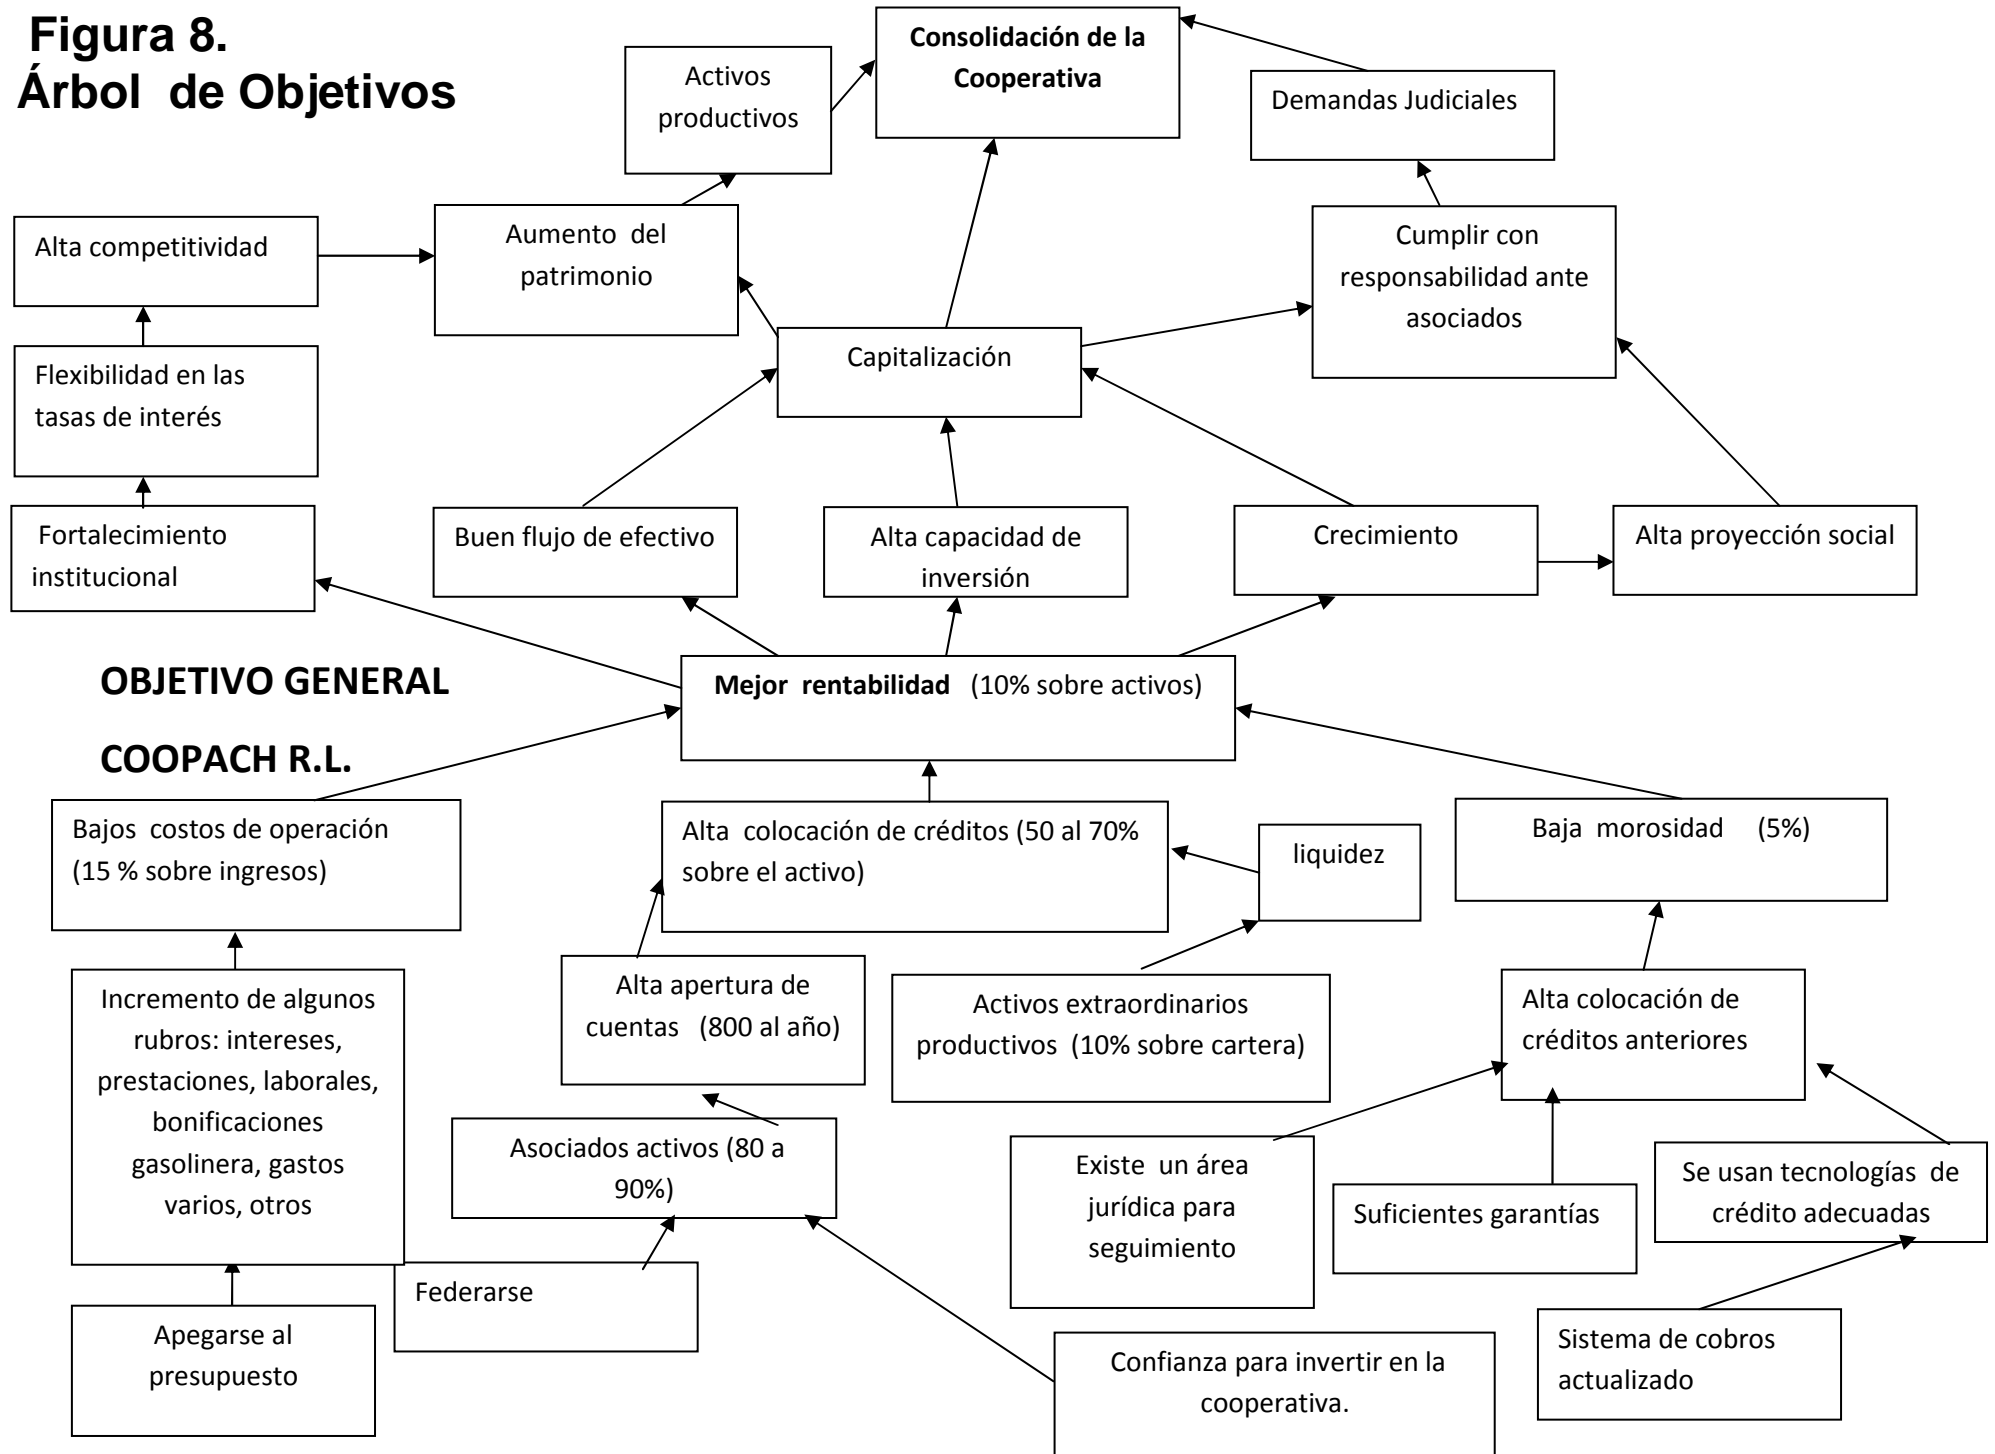 Figura 8.
Árbol de Objetivos
Consolidación de la
Cooperativa
Activos
productivos
Demandas Judiciales
Alta competitividad
Aumento del
patrimonio
Cumplir con
responsabilidad ante
asociados
Capitalización
Flexibilidad en las
tasas de interés
Fortalecimiento
institucional
Buen flujo de efectivo
Alta capacidad de
inversión
Crecimiento
Alta proyección social
OBJETIVO GENERAL
COOPACH R.L.
Mejor rentabilidad (10% sobre activos)
Bajos costos de operación
(15 % sobre ingresos)
Alta colocación de créditos (50 al 70%
sobre el activo)
liquidez
Baja morosidad (5%)
Incremento de algunos
rubros: intereses,
prestaciones, laborales,
bonificaciones
gasolinera, gastos
varios, otros
Alta apertura de
cuentas (800 al año)
Activos extraordinarios
productivos (10% sobre cartera)
Alta colocación de
créditos anteriores
Asociados activos (80 a
90%)
Existe un área
jurídica para
seguimiento
Suficientes garantías
Se usan tecnologías de
crédito adecuadas
Federarse
Apegarse al
presupuesto
Confianza para invertir en la
cooperativa.
Sistema de cobros
actualizado